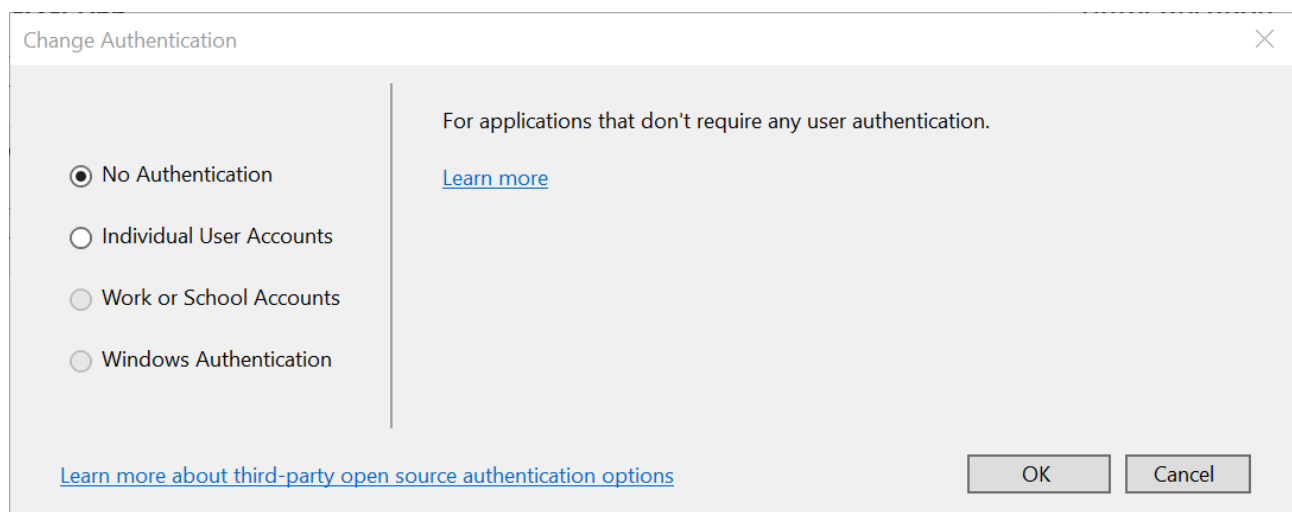 Change Authentication
For applications that don't require any user authentication.
Learn more
No Authentication
Individual User Accounts
Work or School Accounts
Windows Authentication
Learn more about third-party open source authentication options
OK
Cancel